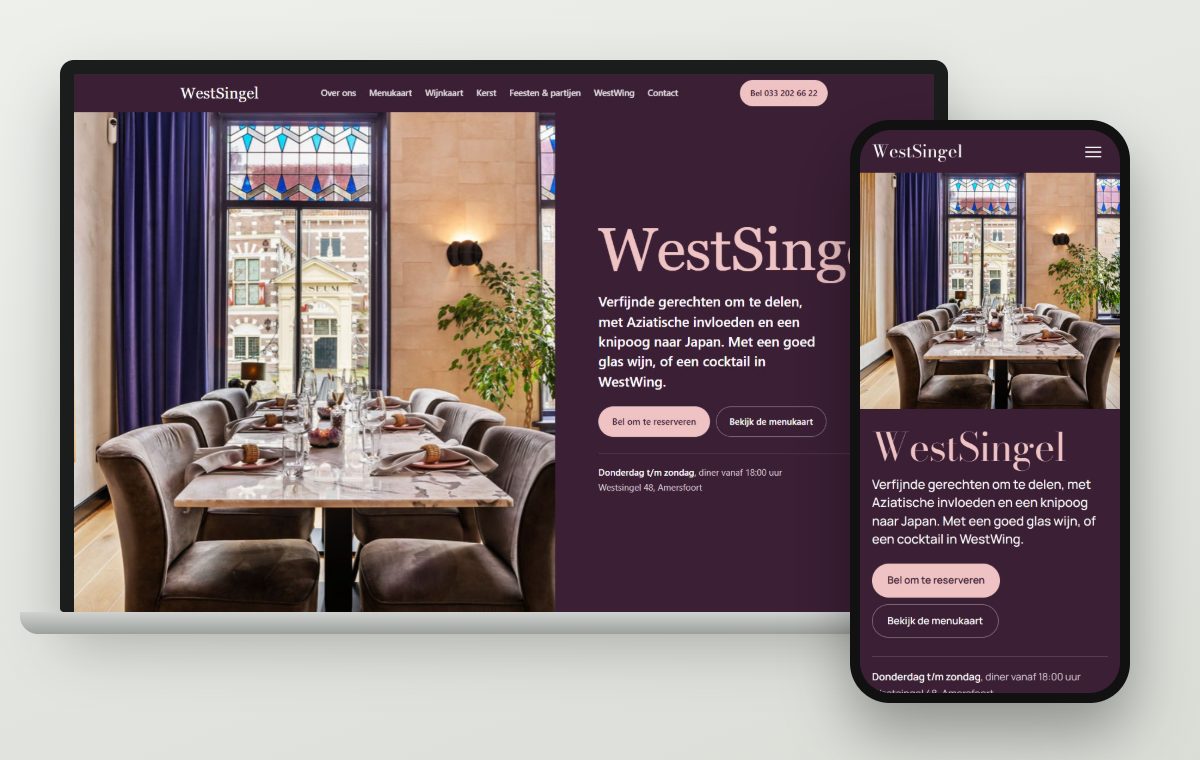 WestSingel
Over ons Menukaart Wijnkaart Kerst Feesten & partijen WestWing Contact
Bel 033 202 66 22
WestSing
Verfijnde gerechten om te delen,
met Aziatische invloeden en een
knipoog naar Japan. Met een goed
glas wijn, of een cocktail in
WestWing.
Bel om te reserveren
Bekijk de menukaart
Donderdag t/m zondag, diner vanaf 18:00 uur
Westsingel 48, Amersfoort
WestSingel
WestSingel
Verfijnde gerechten om te delen, met
Aziatische invloeden en een knipoog
naar Japan. Met een goed glas wijn, of
een cocktail in WestWing.
Bel om te reserveren
Bekijk de menukaart
Donderdag t/m zondag, diner vanaf 18:00 uur
Westsingel 48, Amersfoort